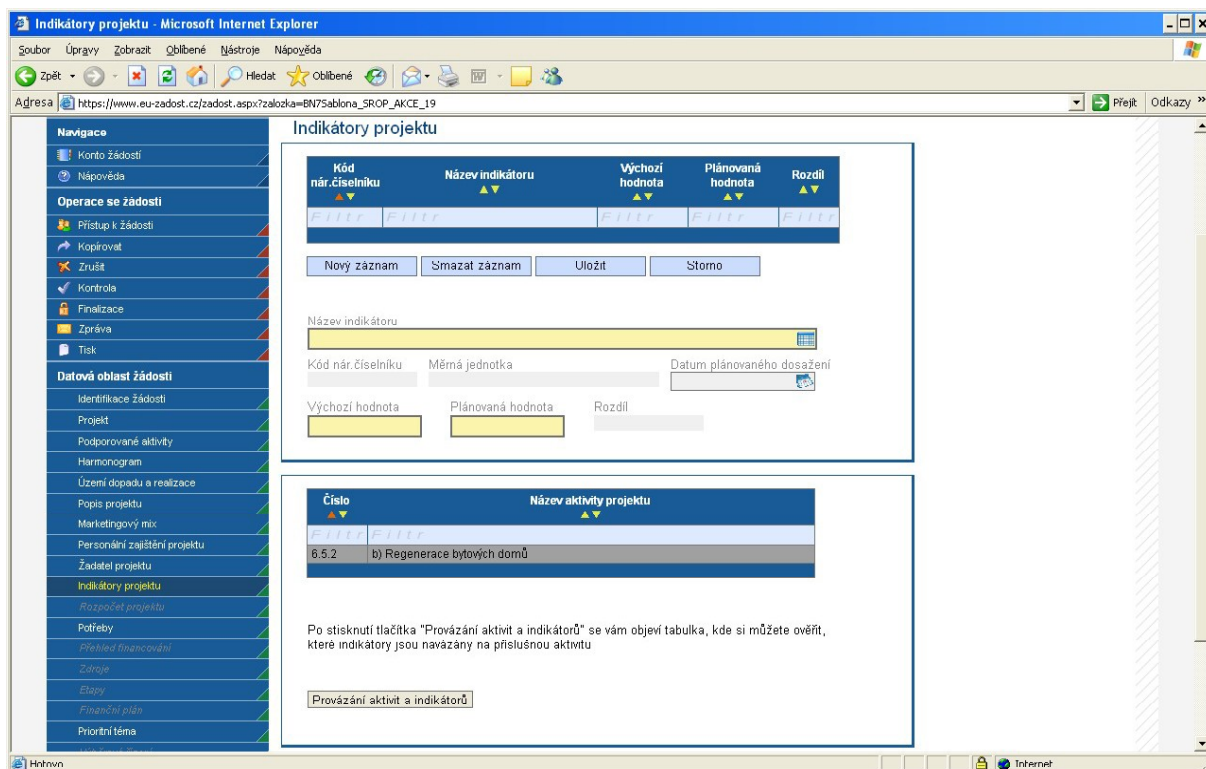 Indikátory projektu - Microsoft Internet Explorer
Soubor Úpravy Zobrazit Oblíbené Nástroje Nápověda
Zpět Hledat Oblíbené
Adresa https://www.eu-zadost.cz/zadost.aspx?zalozka=BN7Sablona_SROP_AKCE_19 Přejít Odkazy »
Navigace
Konto žádostí
Nápověda
Operace se žádostí
Přístup k žádosti
Kopírovat
Zrušit
Kontrola
Finalizace
Zpráva
Tisk
Datová oblast žádosti
Identifikace žádosti
Projekt
Podporované aktivity
Harmonogram
Území dopadu a realizace
Popis projektu
Marketingový mix
Personální zajištění projektu
Žadatel projektu
Indikátory projektu
Rozpočet projektu
Potřeby
Přehled financování
Zdroje
Etapy
Finanční plán
Prioritní téma
Indikátory projektu
Kód nár.číselníku Název indikátoru Výchozí hodnota Plánovaná hodnota Rozdíl
Filtr Filtr Filtr Filtr Filtr
Nový záznam Smazat záznam Uložit Storno
Název indikátoru
Kód nár.číselníku Měrná jednotka Datum plánovaného dosažení
Výchozí hodnota Plánovaná hodnota Rozdíl
Číslo Název aktivity projektu
Filtr Filtr
6.5.2 b) Regenerace bytových domů
Po stisknutí tlačítka "Provázání aktivit a indikátorů" se vám objeví tabulka, kde si můžete ověřit,
které indikátory jsou navázány na příslušnou aktivitu
Provázání aktivit a indikátorů
Hotovo Internet